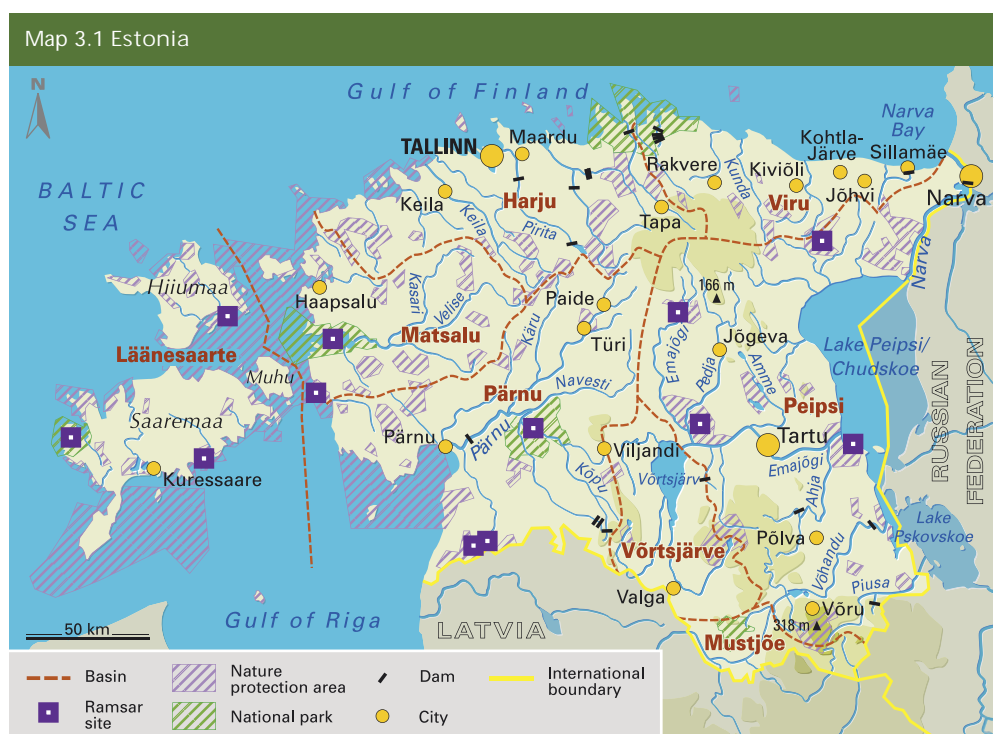 Map 3.1 Estonia
N
Gulf of Finland
BALTIC
SEA
Narva
Bay
TALLINN
Maardu
Kohtla-
Järve
Sillamäe
Rakvere
Kunda
Kiviõli
Jõhvi
Narva
Keila
Harju
Viru
Keila
Pirita
Tapa
Narva
Hjiumaa
Haapsalu
Kasari
Velise
Paide
166 m
Käru
Türi
Emajõgi
Jõgeva
Lake Peipsi/
Chudskoe
Läänesaarte
Matsalu
Pedja
Amme
Muhu
Pärnu
Navesti
Peipsi
RUSSIAN
FEDERATION
Saaremaa
Pärnu
Pärnu
Tartu
Kuressaare
Viljandi
Emajõgi
Kõpu
Võrtsjärv
Ahja
Lake
Pskovskoe
Võrtsjärve
Põlva
Võhandu
Valga
Piusa
Võru
Gulf of Riga
LATVIA
318 m
Mustjõe
50 km
Basin
Nature
protection area
Dam
International
boundary
Ramsar
site
National park
City